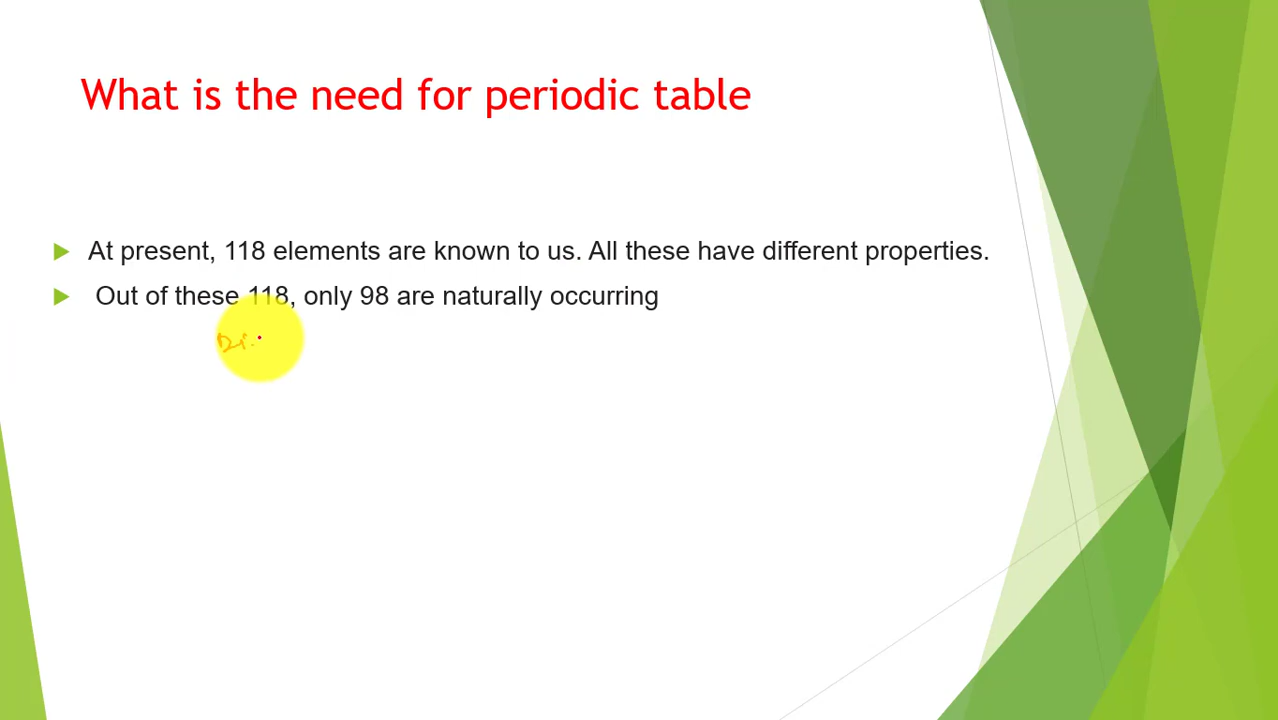 What is the need for periodic table
At present, 118 elements are known to us. All these have different properties.
Out of these 118, only 98 are naturally occurring
Di